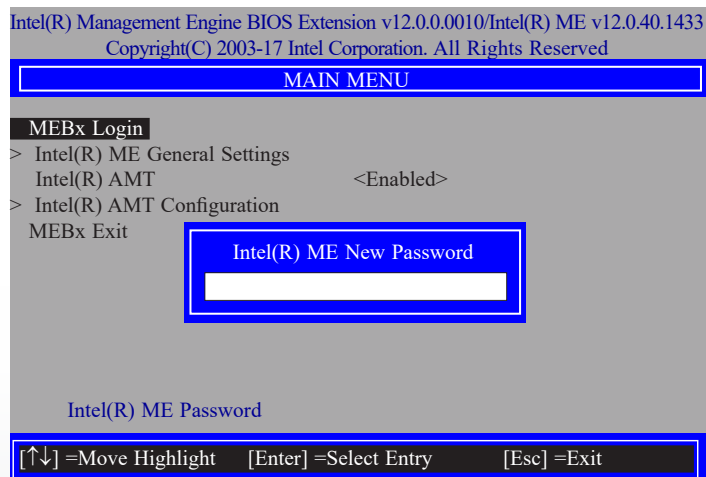 Intel(R) Management Engine BIOS Extension v12.0.0.0010/Intel(R) ME v12.0.40.1433
Copyright(C) 2003-17 Intel Corporation. All Rights Reserved
MAIN MENU
MEBx Login
> Intel(R) ME General Settings
Intel(R) AMT <Enabled>
> Intel(R) AMT Configuration
MEBx Exit
Intel(R) ME New Password
Intel(R) ME Password
[↑↓] =Move Highlight [Enter] =Select Entry [Esc] =Exit